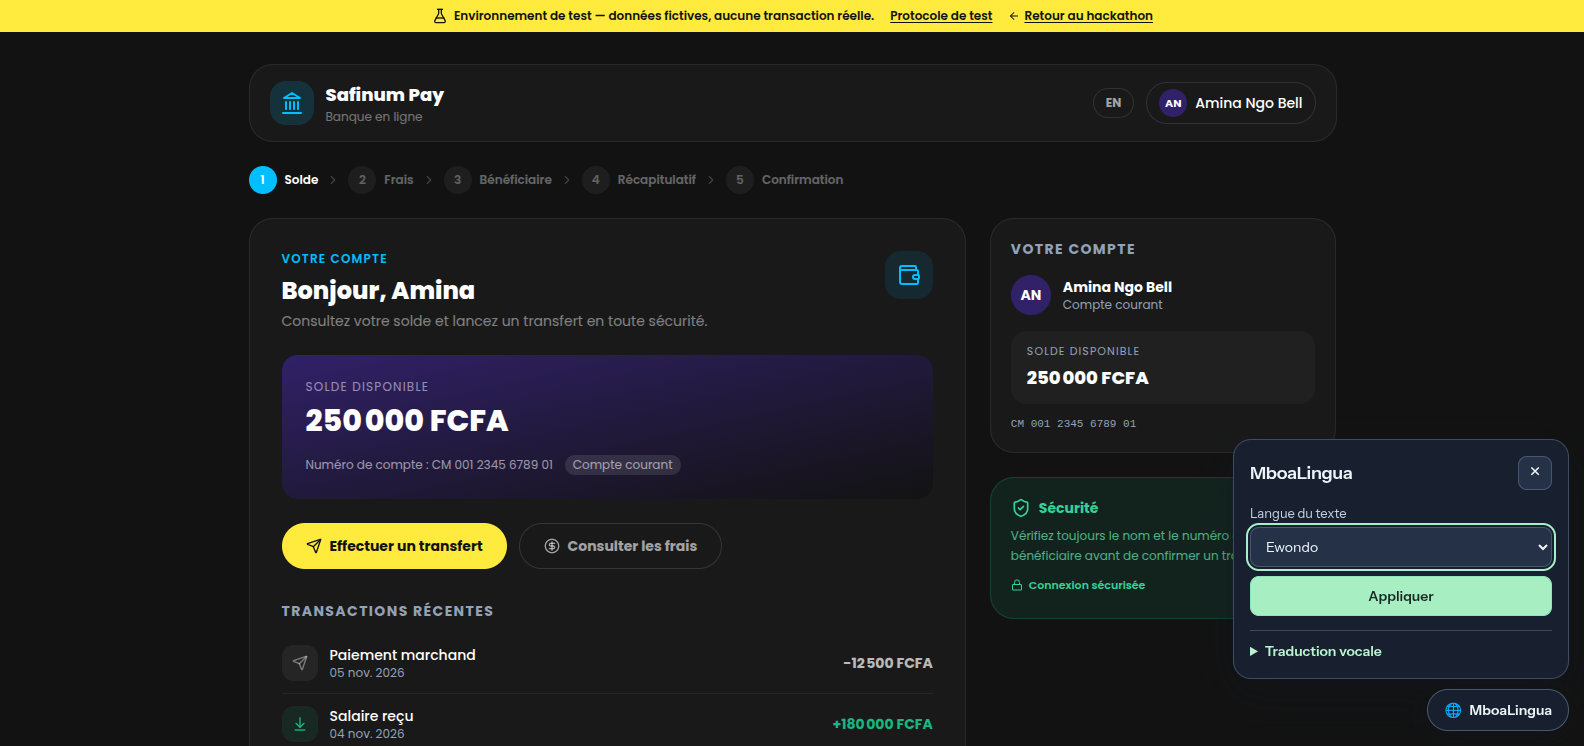 Environnement de test — données fictives, aucune transaction réelle. Protocole de test ← Retour au hackathon
Safinum Pay
Banque en ligne
EN
AN Amina Ngo Bell
1 Solde > 2 Frais > 3 Bénéficiaire > 4 Récapitulatif > 5 Confirmation
VOTRE COMPTE
Bonjour, Amina
Consultez votre solde et lancez un transfert en toute sécurité.
SOLDE DISPONIBLE
250 000 FCFA
Numéro de compte : CM 001 2345 6789 01 Compte courant
Effectuer un transfert
Consulter les frais
TRANSACTIONS RÉCENTES
Paiement marchand
05 nov. 2026
-12 500 FCFA
Salaire reçu
04 nov. 2026
+180 000 FCFA
VOTRE COMPTE
AN
Amina Ngo Bell
Compte courant
SOLDE DISPONIBLE
250 000 FCFA
CM 001 2345 6789 01
Sécurité
Vérifiez toujours le nom et le numéro
bénéficiaire avant de confirmer un
Connexion sécurisée
MboaLingua
✕
Langue du texte
Ewondo
Appliquer
▶ Traduction vocale
MboaLingua